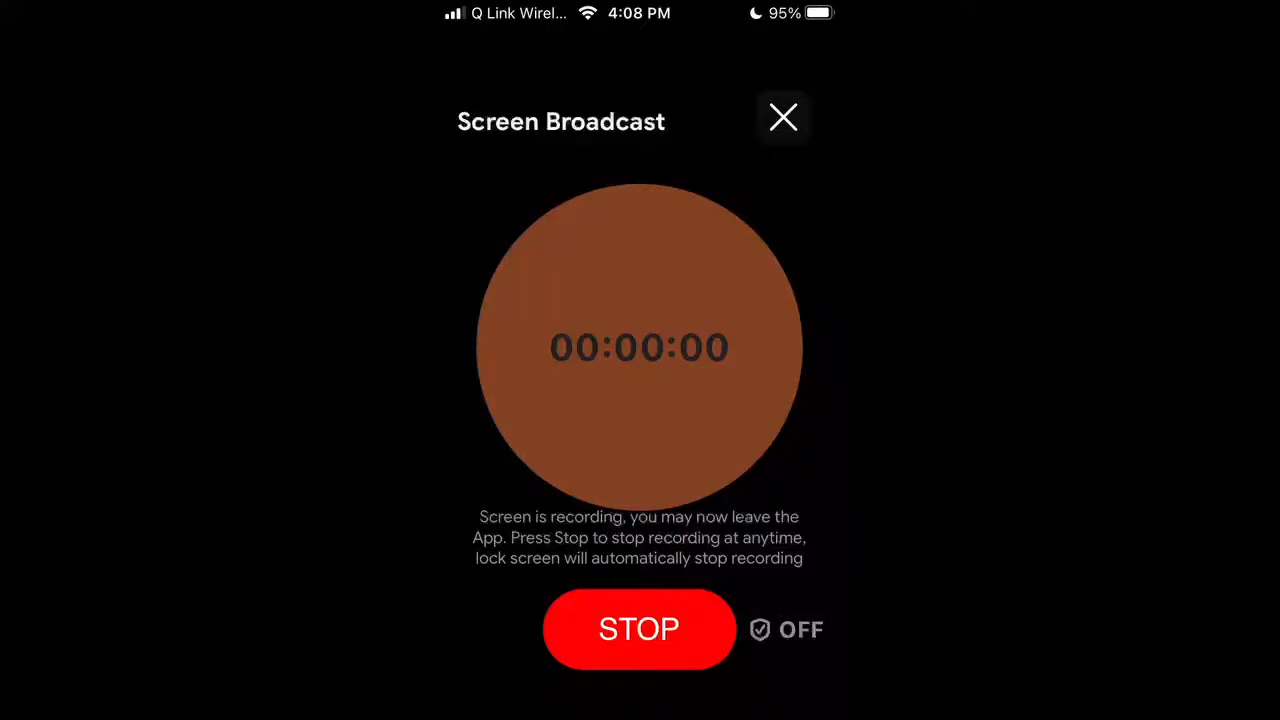 Q Link Wirel... 4:08 PM 95%
Screen Broadcast
00:00:00
Screen is recording, you may now leave the
App. Press Stop to stop recording at anytime,
lock screen will automatically stop recording
STOP OFF